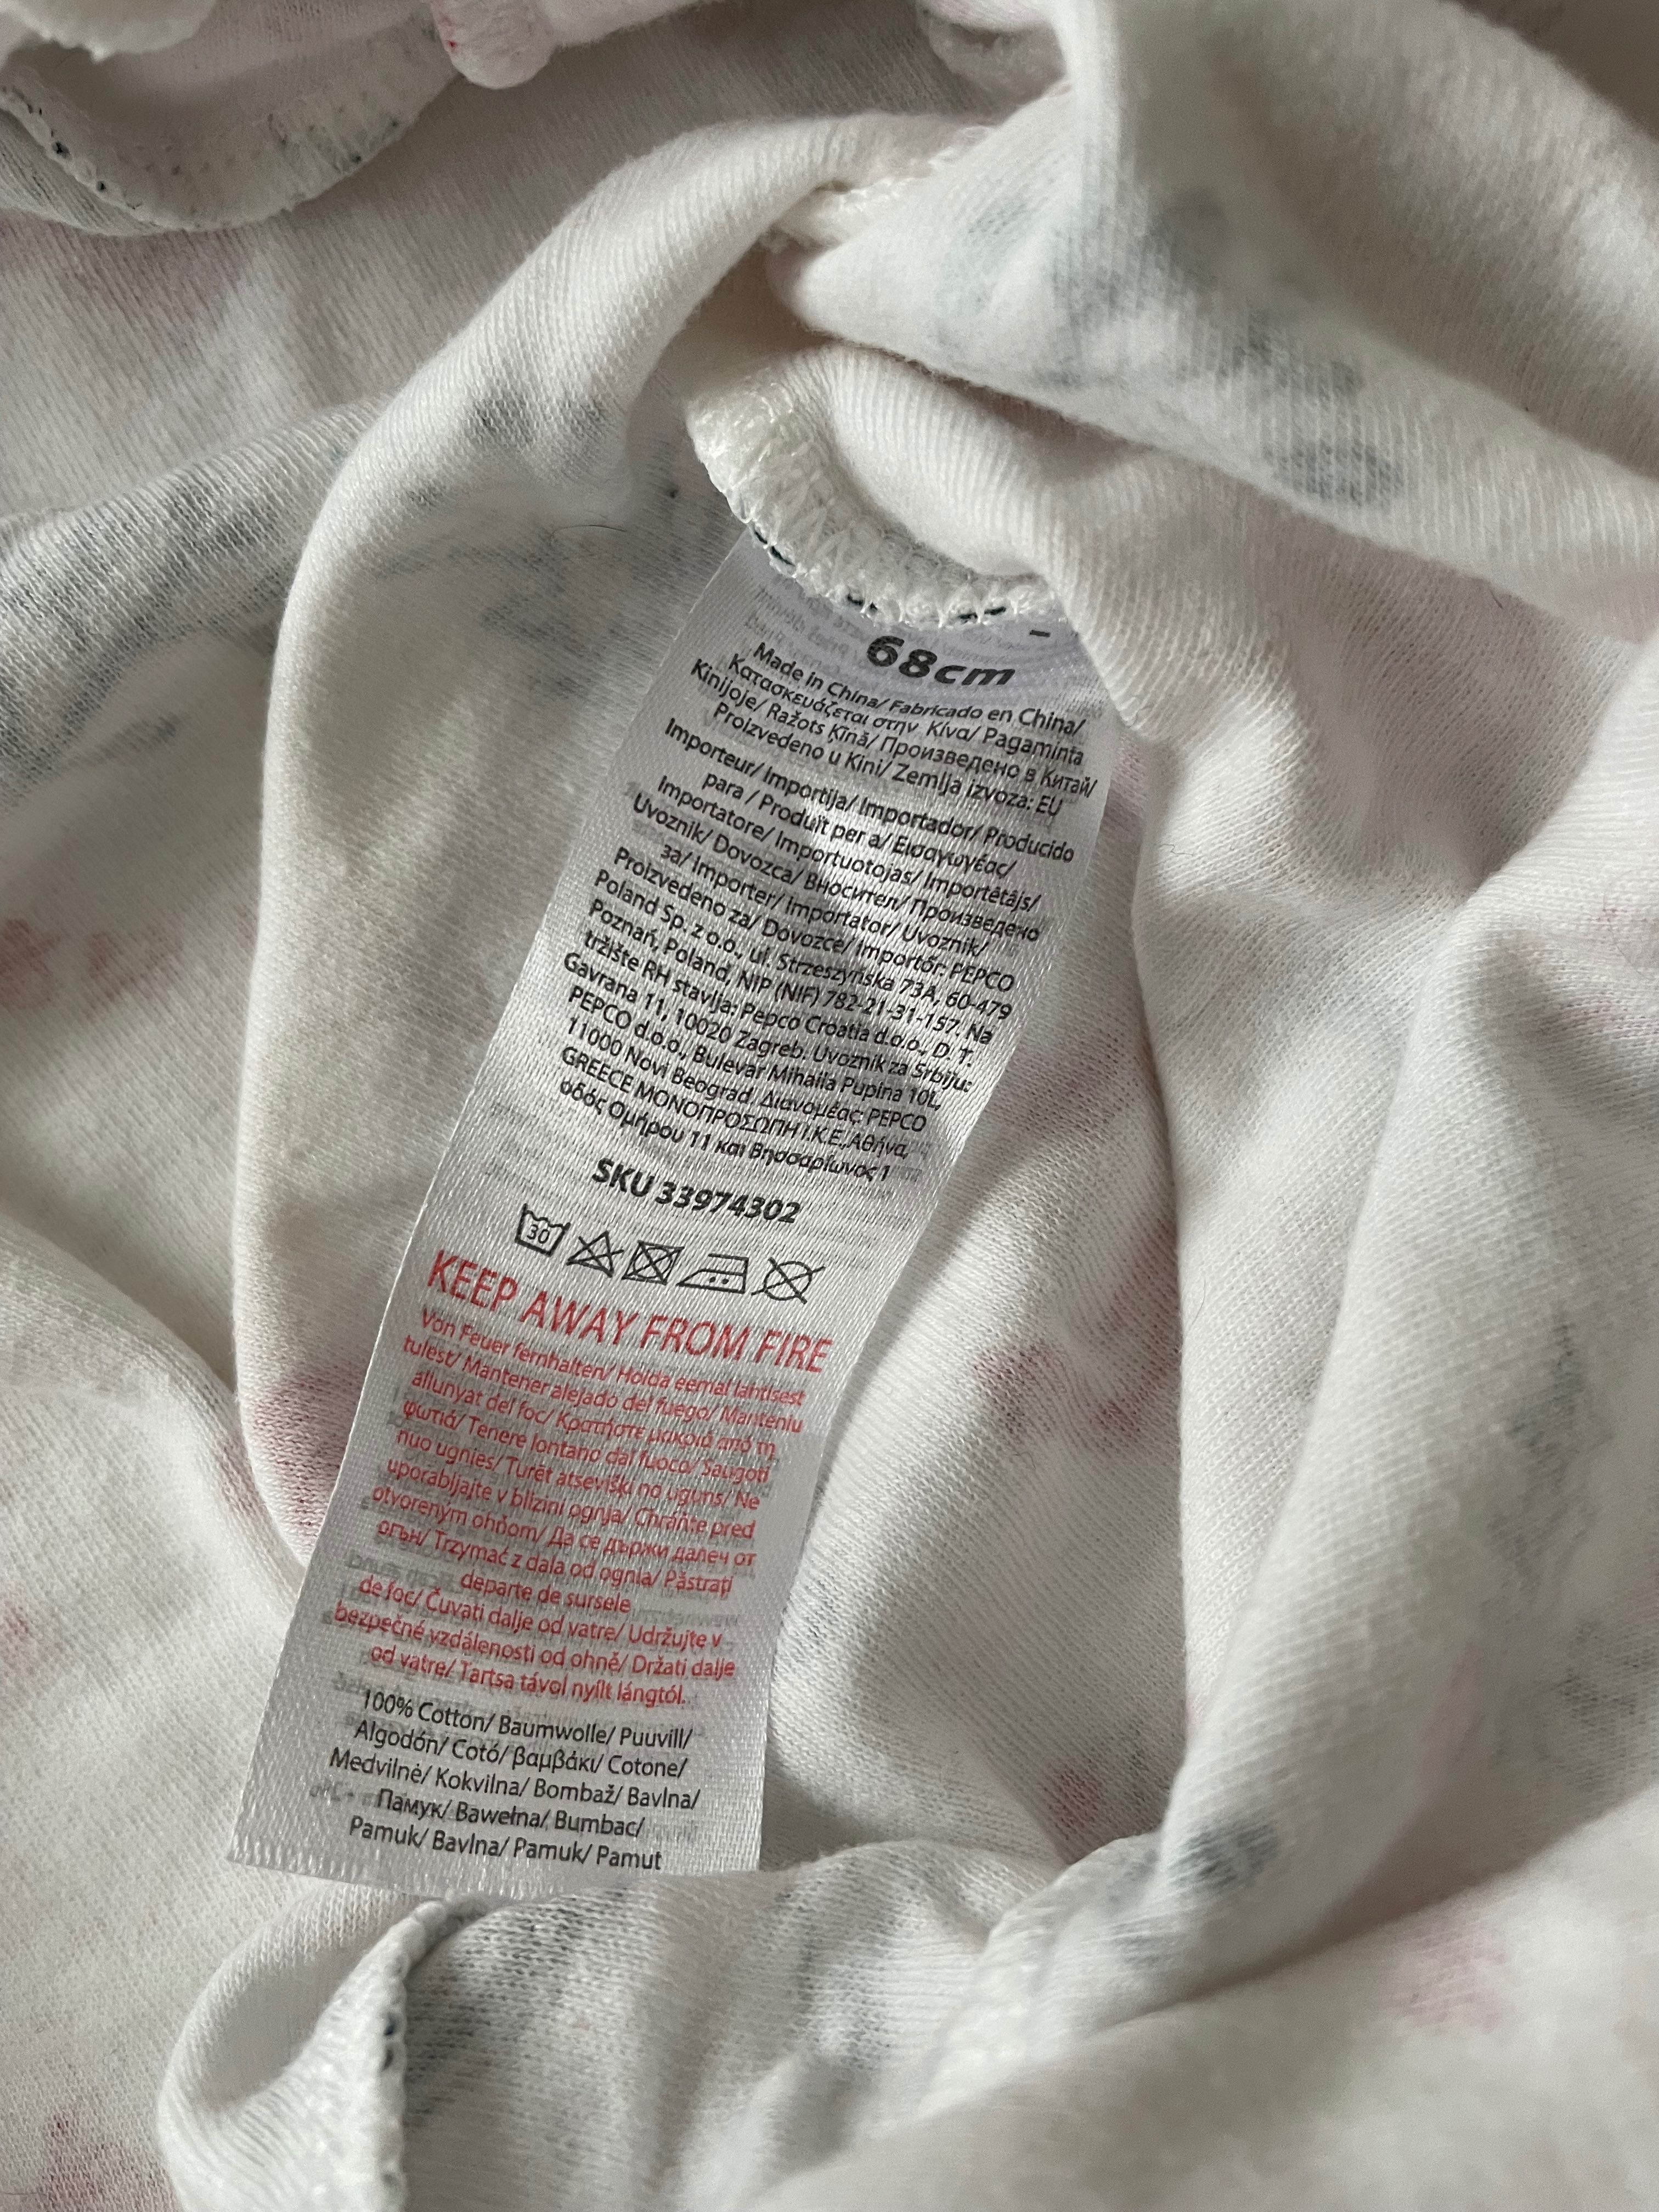 68cm
Made in China/ Fabricado en China/
Κατασκευάζεται στην Κίνα/ Pagaminta
Kinijoje/ Ražots Ķīnā/ Произведено в Китай/
Proizvedeno u Kini/ Zemlja izvoza: EU
Importeur/ Importija/ Importador/ Producido
para / Produït per a/ Εισαγωγέας/
Importatore/ Importuotojas/ Importētājs/
Uvoznik/ Dovozca/ Вносител/ Произведено
за/ Importer/ Importator/ Uvoznik/
Proizvedeno za/ Dovozce/ Importőr: PEPCO
Poland Sp. z o.o., ul. Strzeszyńska 73A, 60-479
Poznań, Poland, NIP (NIF) 782-21-31-157. Na
tržište RH stavlja: Pepco Croatia d.o.o., D. T.
Gavrana 11, 10020 Zagreb. Uvoznik za Srbiju:
PEPCO d.o.o., Bulevar Mihaila Pupina 10L,
11000 Novi Beograd. Διανομέας: PEPCO
GREECE ΜΟΝΟΠΡΟΣΩΠΗ Ι.Κ.Ε., Αθήνα,
οδός Ομήρου 11 και Βησσαρίωνος 1
SKU 33974302
30
KEEP AWAY FROM FIRE
Von Feuer fernhalten/ Hoida eemal lahtisest
tulest/ Mantener alejado del fuego/ Manteniu
allunyat del foc/ Κρατήστε μακριά από τη
φωτιά/ Tenere lontano dal fuoco/ Saugoti
nuo ugnies/ Turēt atsevišķi no uguns/ Ne
uporabljajte v bližini ognja/ Chráňte pred
otvoreným ohňom/ Да се държи далеч от
огън/ Trzymać z dala od ognia/ Păstrați
departe de sursele
de foc/ Čuvati dalje od vatre/ Udržujte v
bezpečné vzdálenosti od ohně/ Držati dalje
od vatre/ Tartsa távol nyílt lángtól.
100% Cotton/ Baumwolle/ Puuvill/
Algodón/ Cotó/ βαμβάκι/ Cotone/
Medvilnė/ Kokvilna/ Bombaž/ Bavlna/
Памук/ Bawełna/ Bumbac/
Pamuk/ Bavlna/ Pamuk/ Pamut